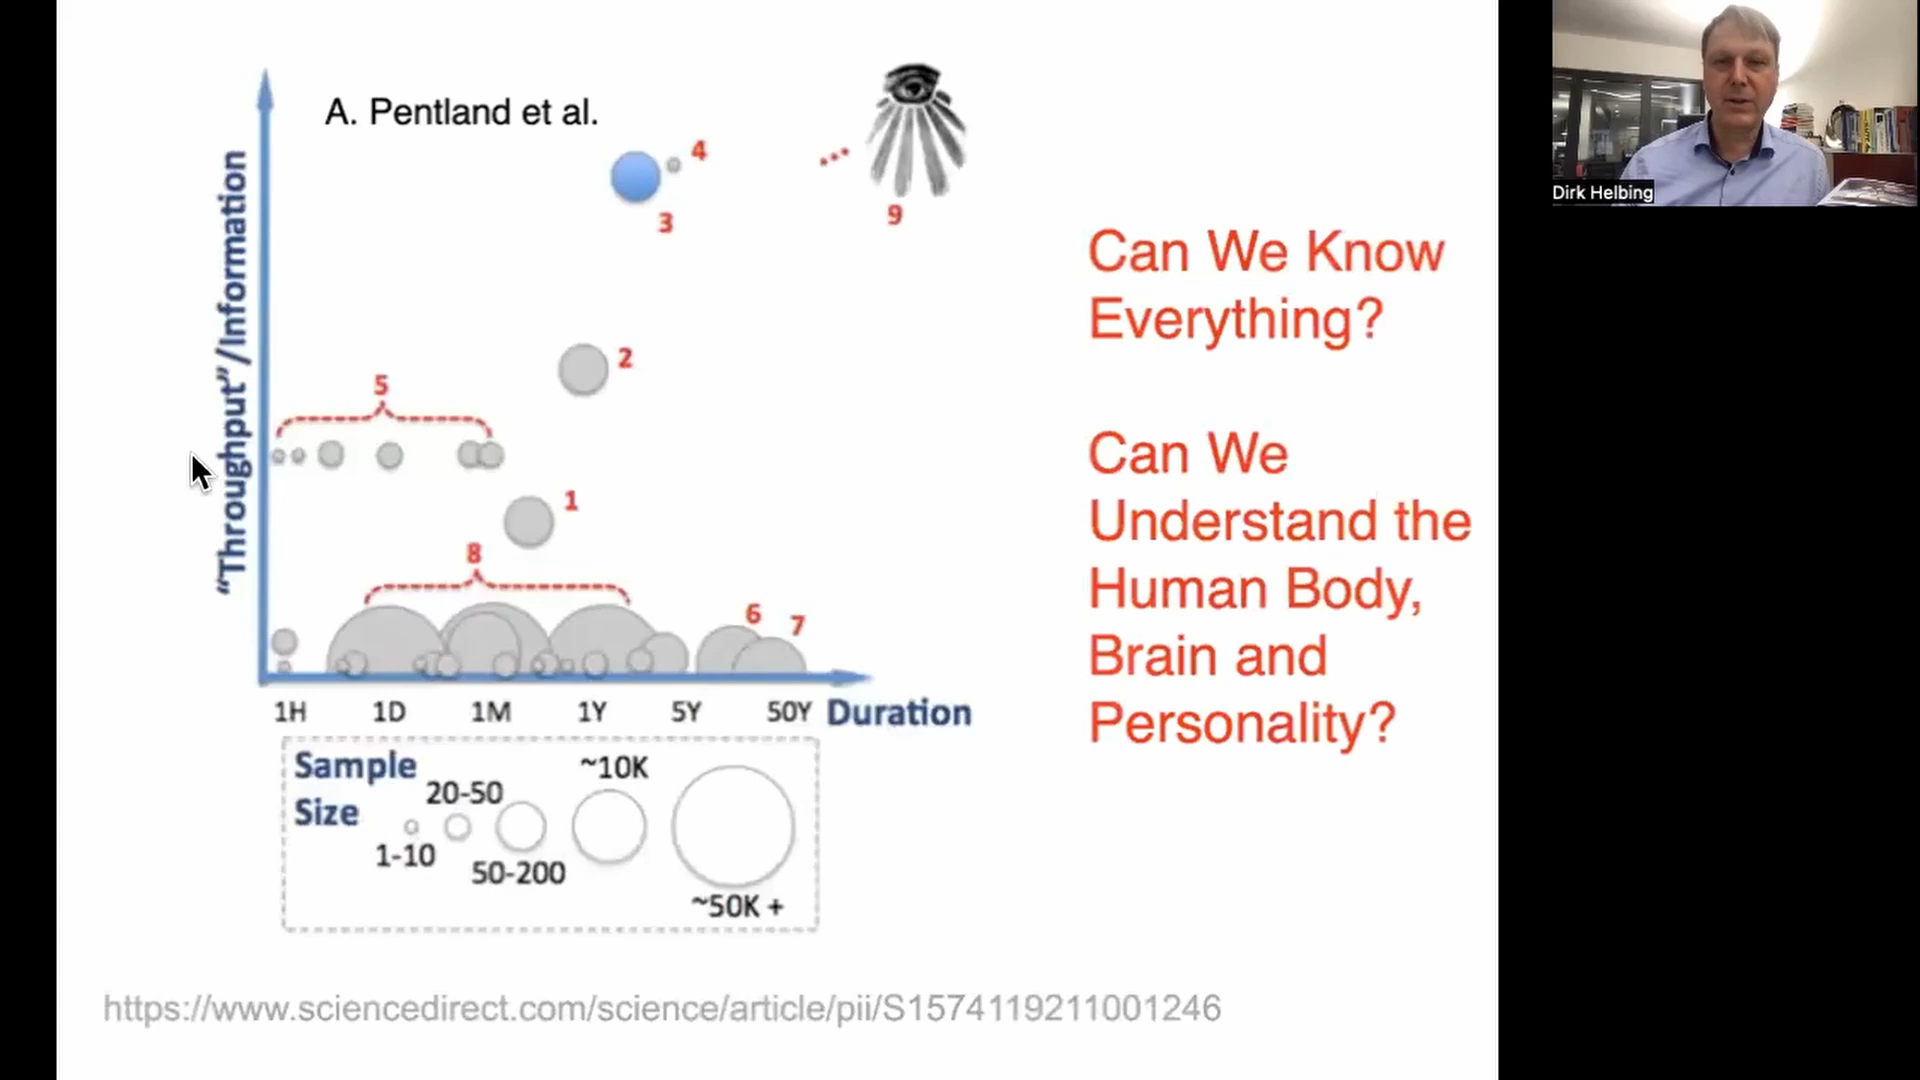 A. Pentland et al.
"Throughput"/Information
4
3
9
2
5
1
8
6
7
1H 1D 1M 1Y 5Y 50Y Duration
Sample
Size
1-10
20-50
50-200
~10K
~50K +
Can We Know
Everything?
Can We
Understand the
Human Body,
Brain and
Personality?
https://www.sciencedirect.com/science/article/pii/S1574119211001246
Dirk Helbing